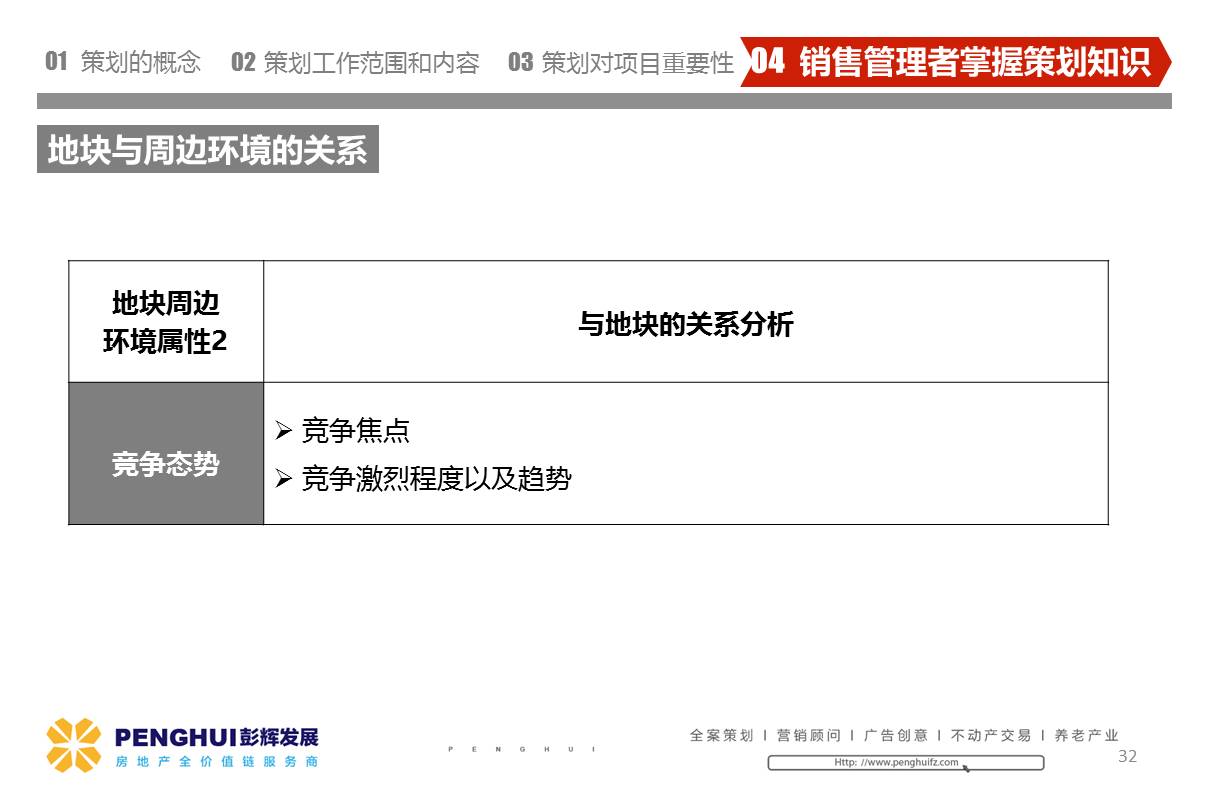 01 策划的概念 02 策划工作范围和内容 03 策划对项目重要性 04 销售管理者掌握策划知识
地块与周边环境的关系
地块周边
环境属性2
与地块的关系分析
竞争态势
竞争焦点
竞争激烈程度以及趋势
PENGHUI彭辉发展
房地产全价值链服务商
PENGHUI
全案策划 I 营销顾问 I 广告创意 I 不动产交易 I 养老产业
Http: //www.penghuifz.com
32